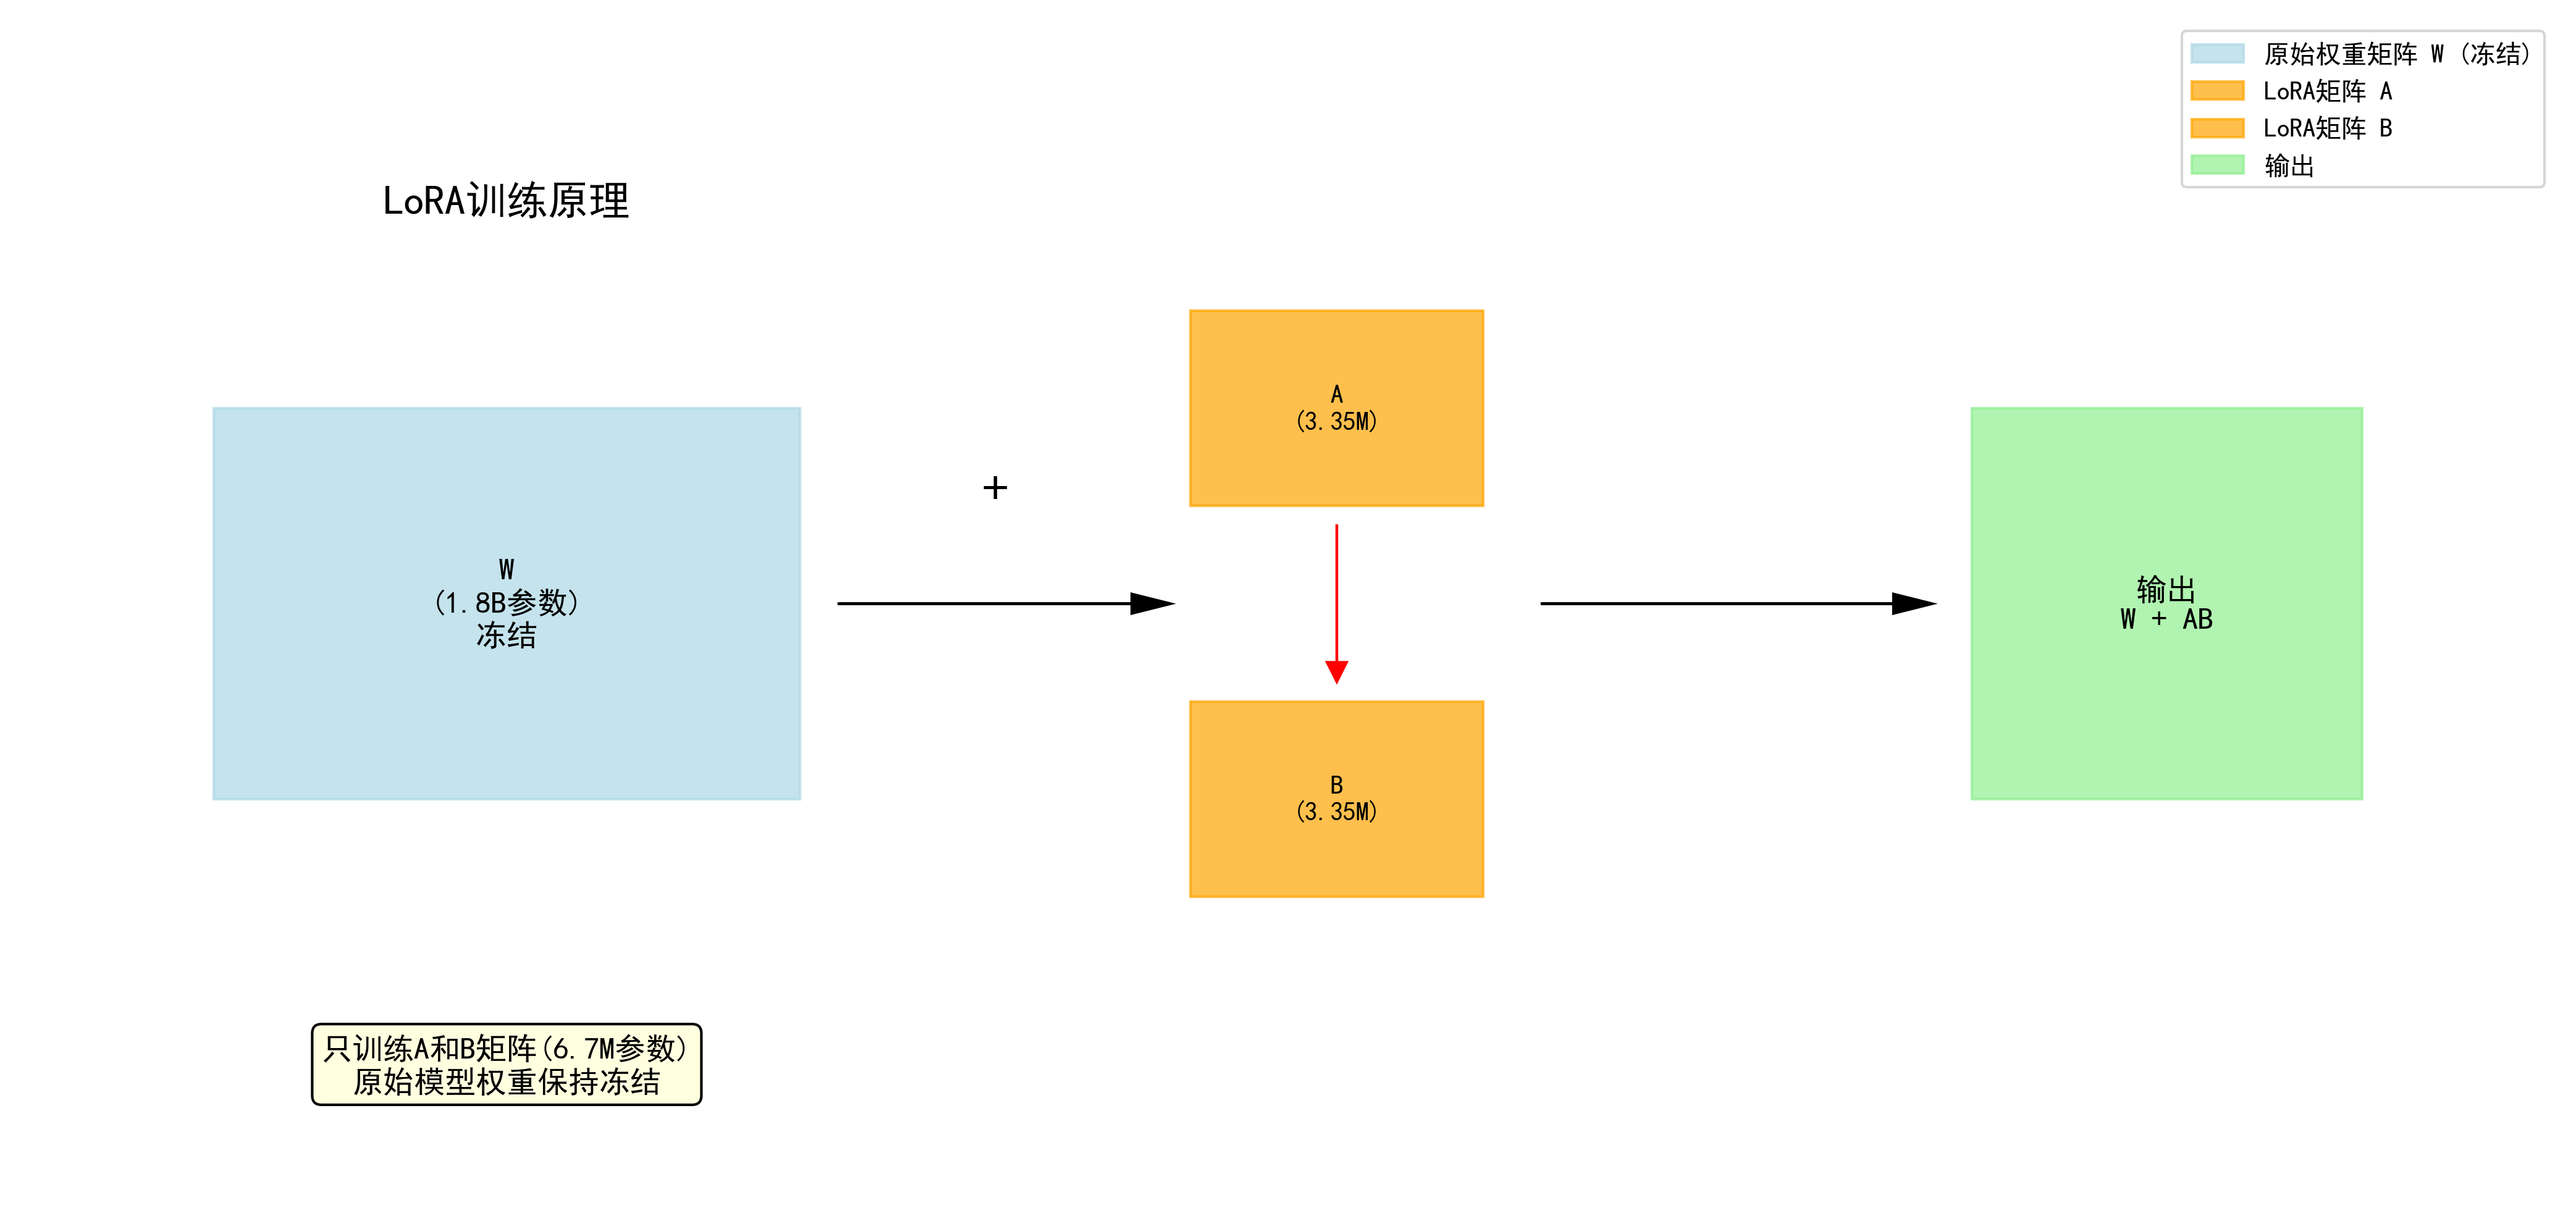 原始权重矩阵 W (冻结)
LoRA矩阵 A
LoRA矩阵 B
输出
LoRA训练原理
W
(1.8B参数)
冻结
+
A
(3.35M)
B
(3.35M)
输出
W + AB
只训练A和B矩阵(6.7M参数)
原始模型权重保持冻结